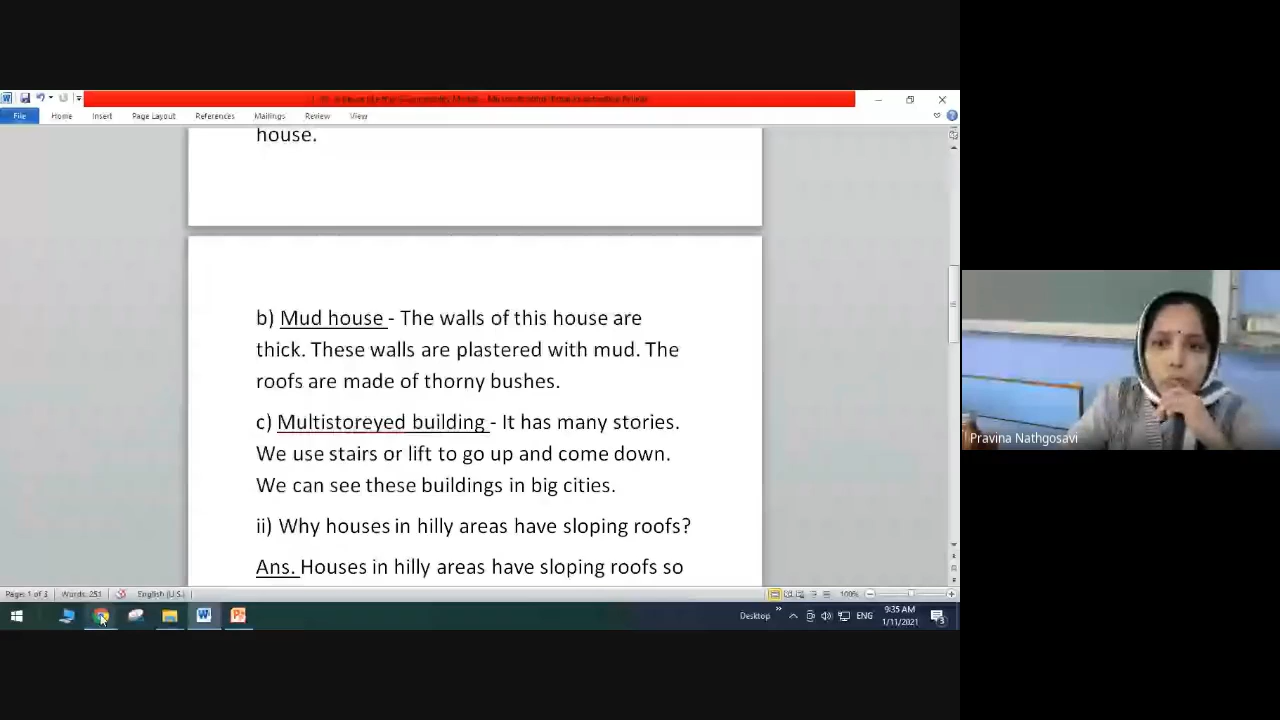 File Home Insert Page Layout References Mailings Review View
house.
b) Mud house - The walls of this house are
thick. These walls are plastered with mud. The
roofs are made of thorny bushes.
c) Multistoreyed building - It has many stories.
We use stairs or lift to go up and come down.
We can see these buildings in big cities.
ii) Why houses in hilly areas have sloping roofs?
Ans. Houses in hilly areas have sloping roofs so
Pravina Nathgosavi
Page: 1 of 3 Words: 251 English (U.S.) 100%
Desktop ENG 9:35 AM
1/11/2021